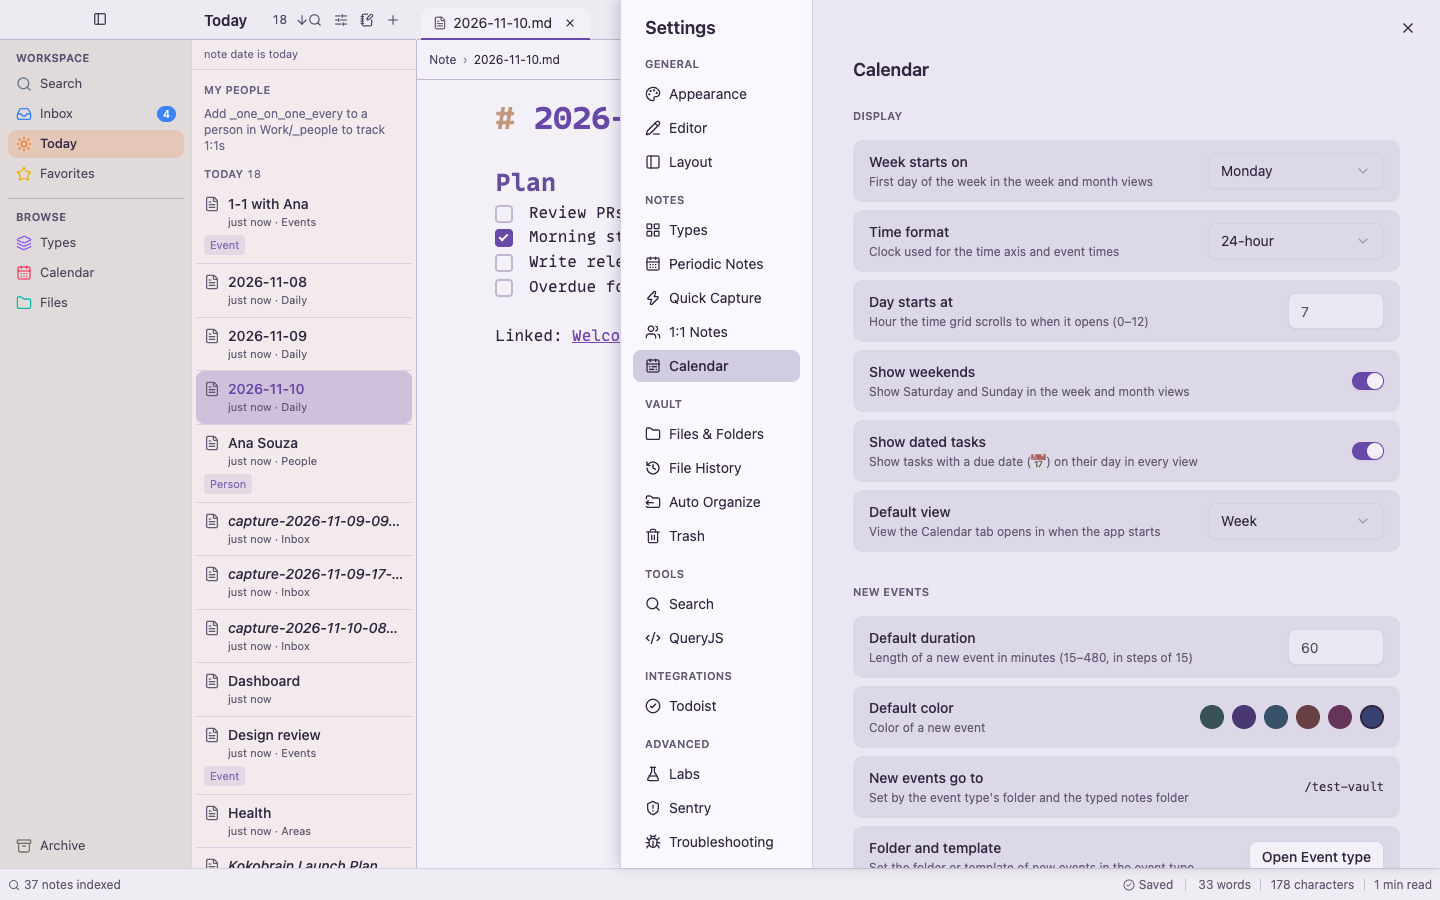 WORKSPACE
Search
Inbox
4
Today
Favorites
BROWSE
Types
Calendar
Files
Archive
Today
18
note date is today
MY PEOPLE
Add _one_on_one_every to a
person in Work/_people to track
1:1s
TODAY 18
1-1 with Ana
just now · Events
Event
2026-11-08
just now · Daily
2026-11-09
just now · Daily
2026-11-10
just now · Daily
Ana Souza
just now · People
Person
capture-2026-11-09-09...
just now · Inbox
capture-2026-11-09-17-...
just now · Inbox
capture-2026-11-10-08...
just now · Inbox
Dashboard
just now
Design review
just now · Events
Event
Health
just now · Areas
Kokobrain Launch Plan
2026-11-10.md
Note › 2026-11-10.md
# 2026-
Plan
Review PRs
Morning st
Write rele
Overdue fo
Linked: Welco
Settings
GENERAL
Appearance
Editor
Layout
NOTES
Types
Periodic Notes
Quick Capture
1:1 Notes
Calendar
VAULT
Files & Folders
File History
Auto Organize
Trash
TOOLS
Search
QueryJS
INTEGRATIONS
Todoist
ADVANCED
Labs
Sentry
Troubleshooting
Calendar
DISPLAY
Week starts on
First day of the week in the week and month views
Monday
Time format
Clock used for the time axis and event times
24-hour
Day starts at
Hour the time grid scrolls to when it opens (0–12)
7
Show weekends
Show Saturday and Sunday in the week and month views
Show dated tasks
Show tasks with a due date (📅) on their day in every view
Default view
View the Calendar tab opens in when the app starts
Week
NEW EVENTS
Default duration
Length of a new event in minutes (15–480, in steps of 15)
60
Default color
Color of a new event
New events go to
Set by the event type's folder and the typed notes folder
/test-vault
Folder and template
Set the folder or template of new events in the event type
Open Event type
37 notes indexed
Saved
33 words
178 characters
1 min read